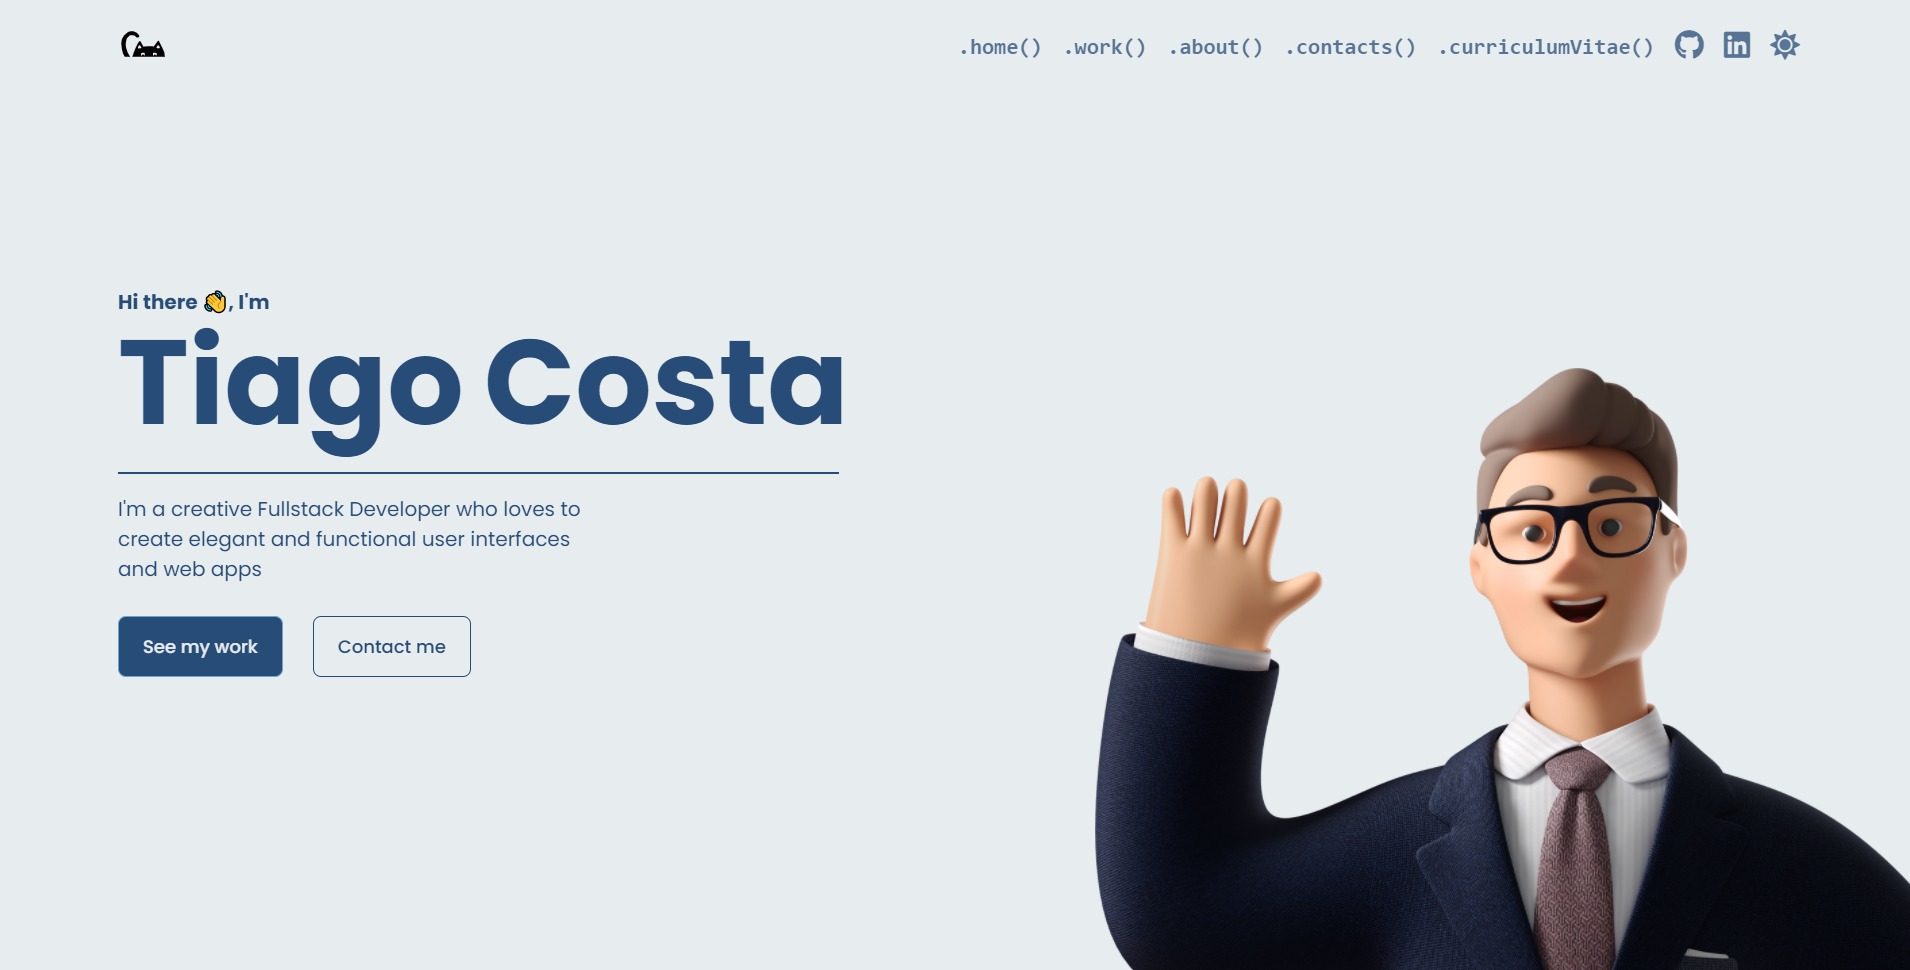 .home() .work() .about() .contacts() .curriculumVitae()
Hi there 👋, I'm
Tiago Costa
I'm a creative Fullstack Developer who loves to
create elegant and functional user interfaces
and web apps
See my work Contact me